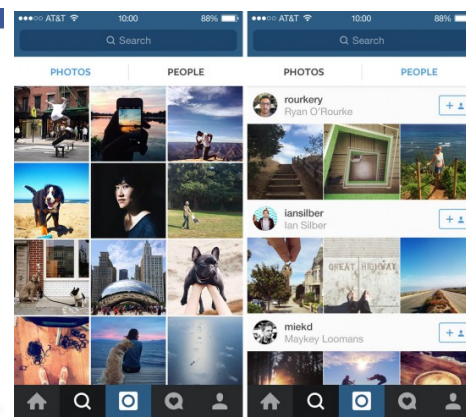 ●●●○○ AT&T 10:00 88%
Search
PHOTOS PEOPLE
●●●○○ AT&T 10:00 88%
Search
PHOTOS PEOPLE
rourkery
Ryan O'Rourke
iansilber
Ian Silber
GREAT HIGHWAY
miekd
Maykey Loomans